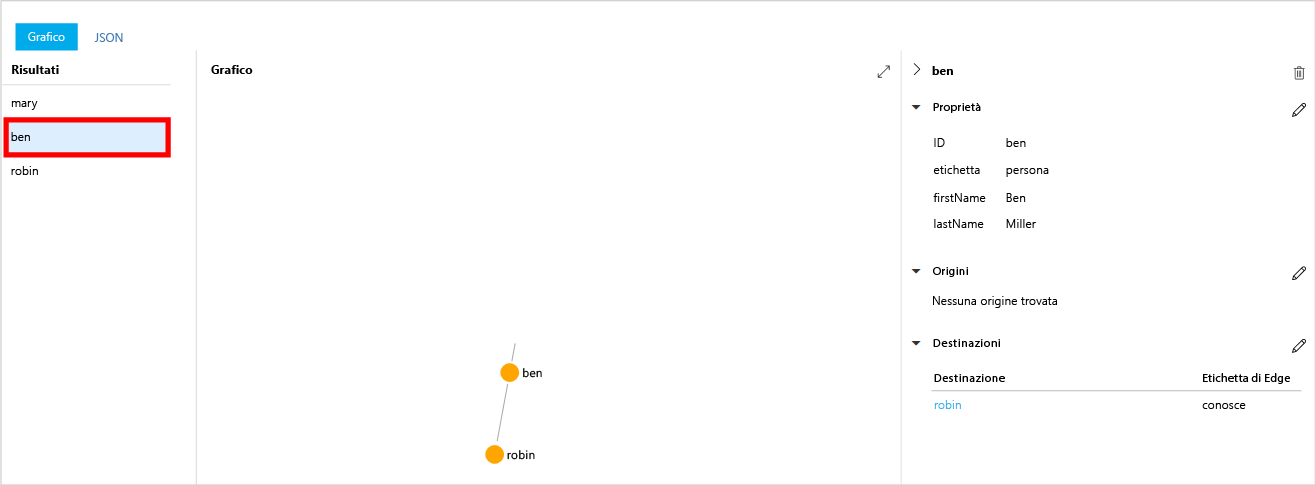 Grafico JSON
Risultati
mary
ben
robin
Grafico
ben
robin
ben
Proprietà
ID ben
etichetta persona
firstName Ben
lastName Miller
Origini
Nessuna origine trovata
Destinazioni
Destinazione Etichetta di Edge
robin conosce